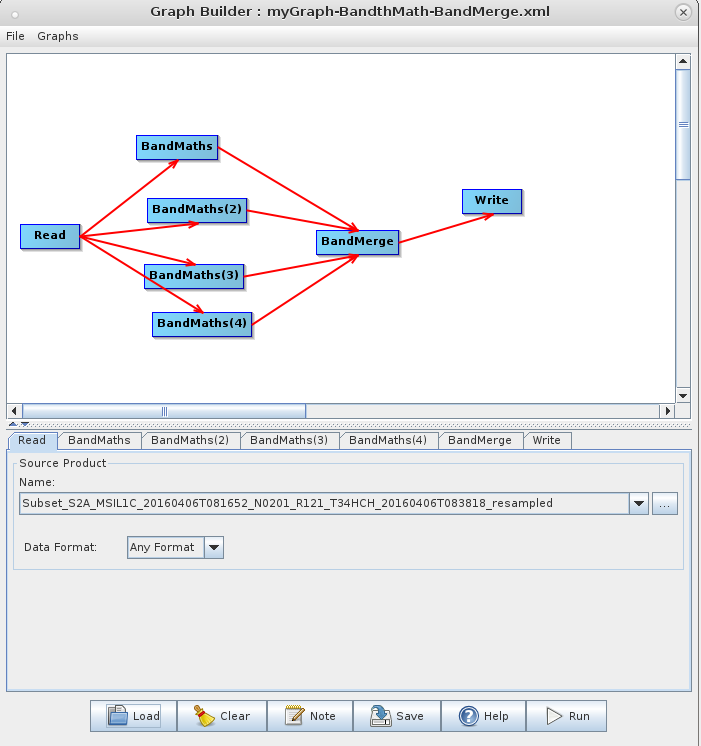 Graph Builder : myGraph-BandthMath-BandMerge.xml
File Graphs
BandMaths
BandMaths(2)
Write
Read
BandMerge
BandMaths(3)
BandMaths(4)
Read BandMaths BandMaths(2) BandMaths(3) BandMaths(4) BandMerge Write
Source Product
Name:
Subset_S2A_MSIL1C_20160406T081652_N0201_R121_T34HCH_20160406T083818_resampled ...
Data Format: Any Format
Load Clear Note Save Help Run